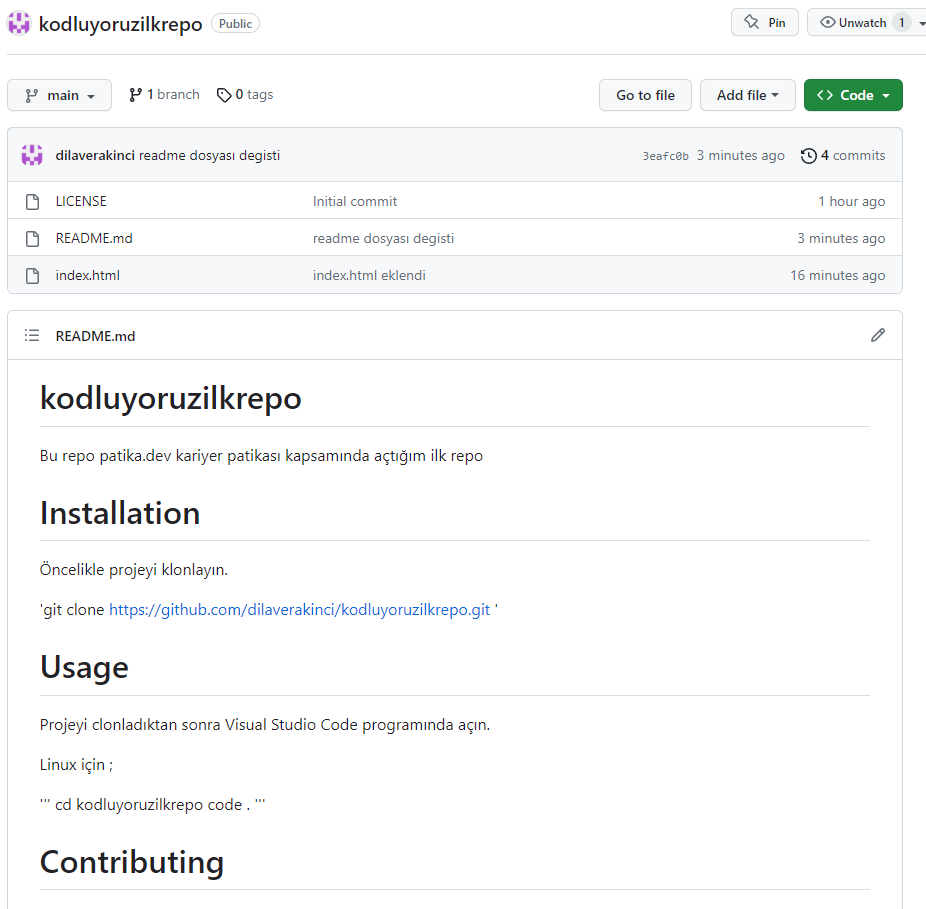 kodluyoruzilkrepo Public Pin Unwatch 1
main 1 branch 0 tags Go to file Add file <> Code
dilaverakinci readme dosyası degisti 3eafc0b 3 minutes ago 4 commits
LICENSE Initial commit 1 hour ago
README.md readme dosyası degisti 3 minutes ago
index.html index.html eklendi 16 minutes ago
README.md
kodluyoruzilkrepo
Bu repo patika.dev kariyer patikası kapsamında açtığım ilk repo
Installation
Öncelikle projeyi klonlayın.
'git clone https://github.com/dilaverakinci/kodluyoruzilkrepo.git '
Usage
Projeyi clonladıktan sonra Visual Studio Code programında açın.
Linux için ;
''' cd kodluyoruzilkrepo code . '''
Contributing